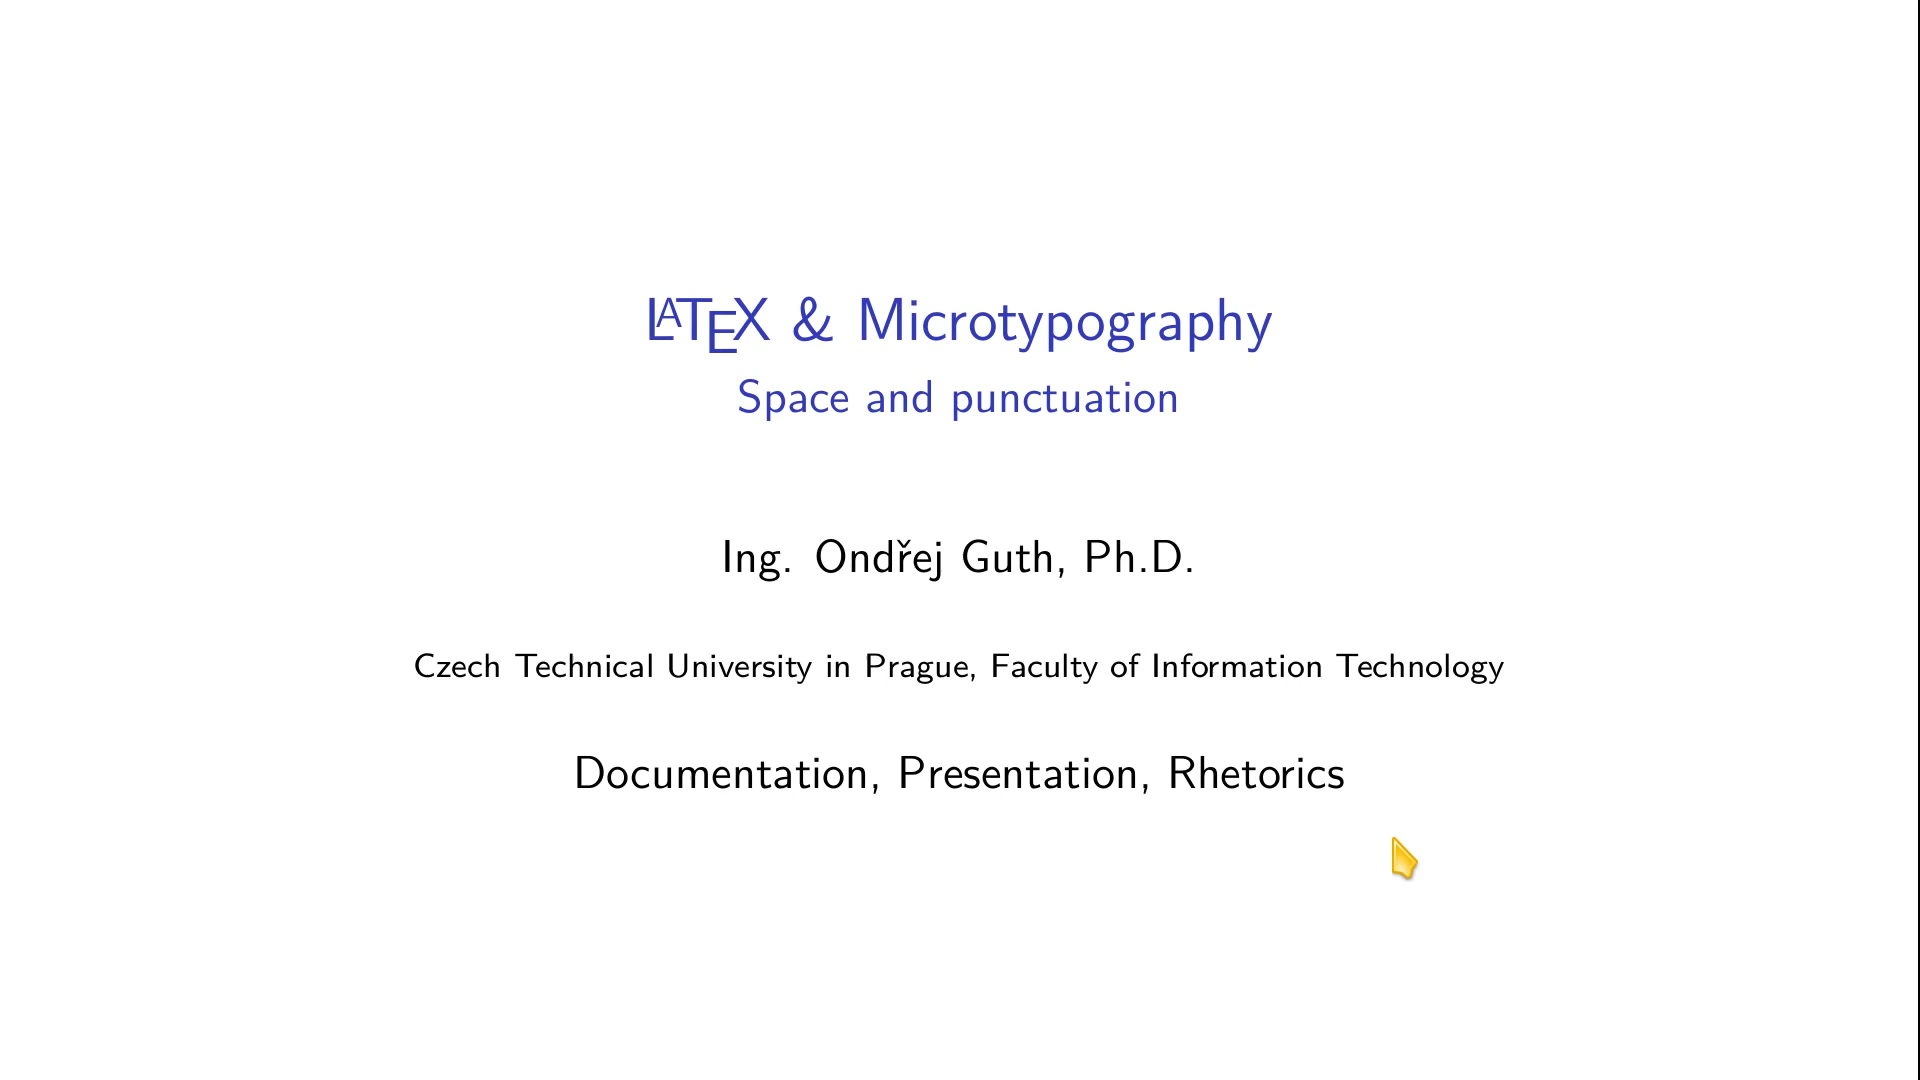 LATEX & Microtypography
Space and punctuation
Ing. Ondřej Guth, Ph.D.
Czech Technical University in Prague, Faculty of Information Technology
Documentation, Presentation, Rhetorics